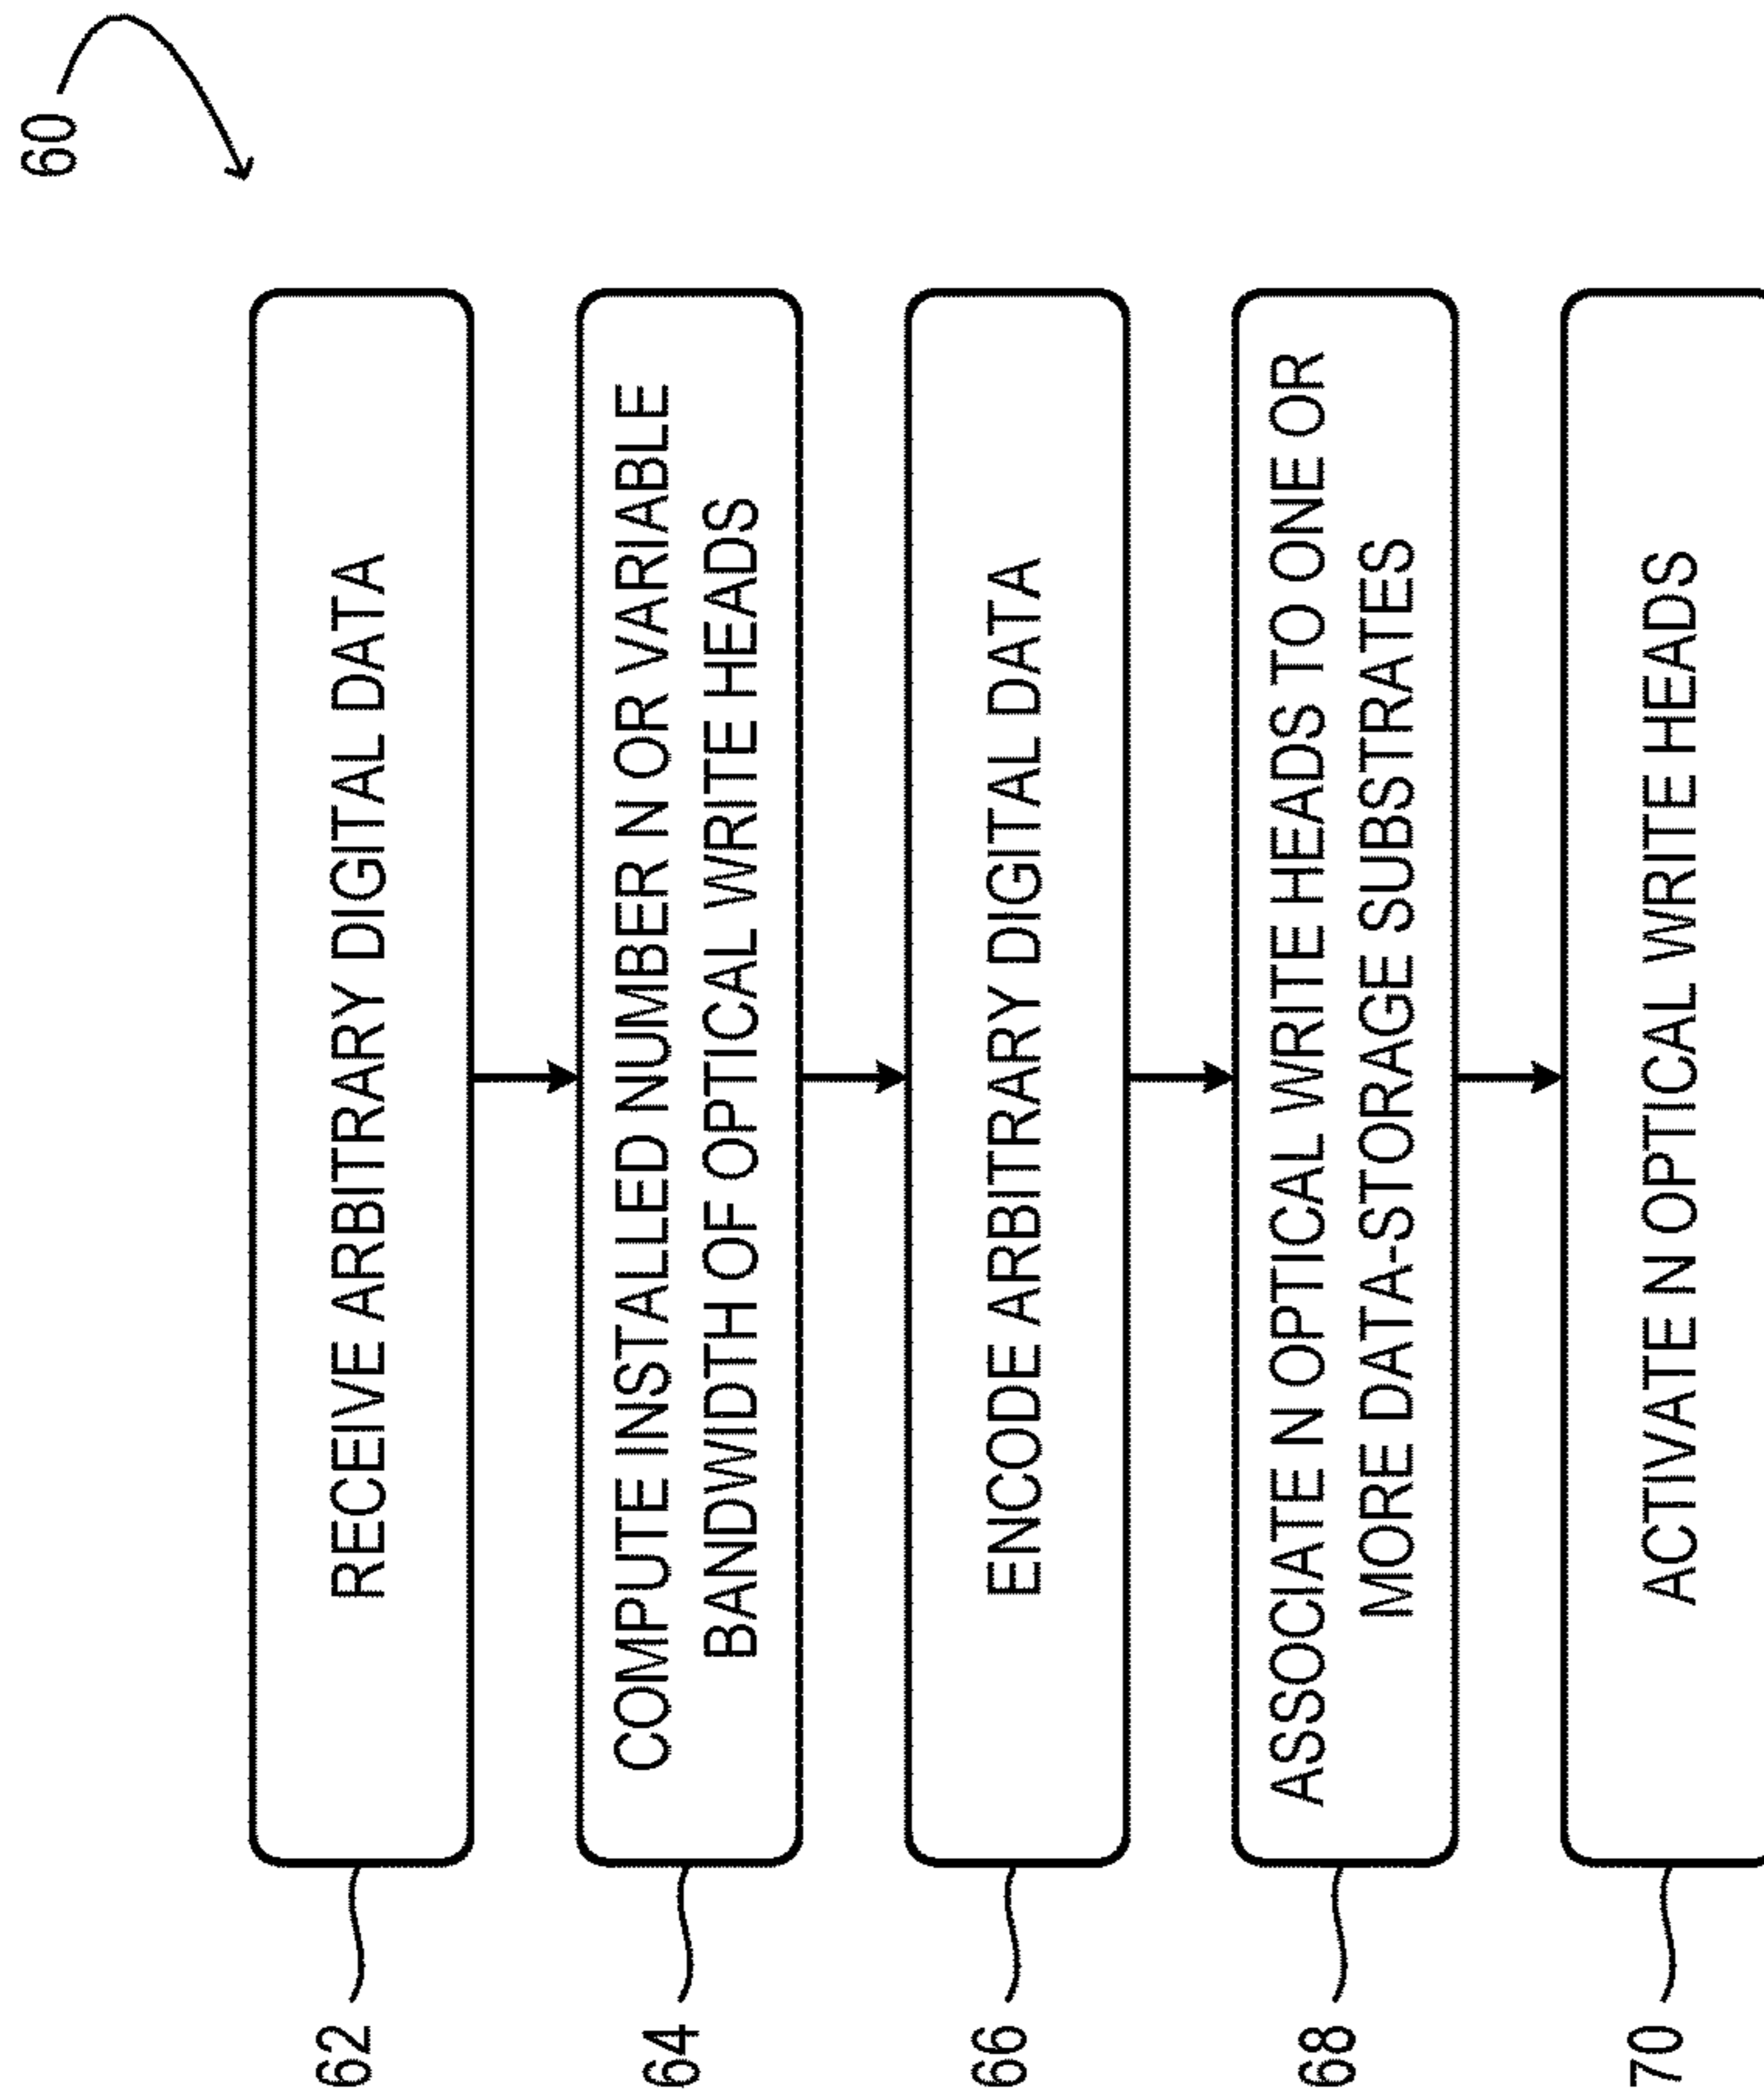 60
62
RECEIVE ARBITRARY DIGITAL DATA
64
COMPUTE INSTALLED NUMBER N OR VARIABLE
BANDWIDTH OF OPTICAL WRITE HEADS
66
ENCODE ARBITRARY DIGITAL DATA
68
ASSOCIATE N OPTICAL WRITE HEADS TO ONE OR
MORE DATA-STORAGE SUBSTRATES
70
ACTIVATE N OPTICAL WRITE HEADS